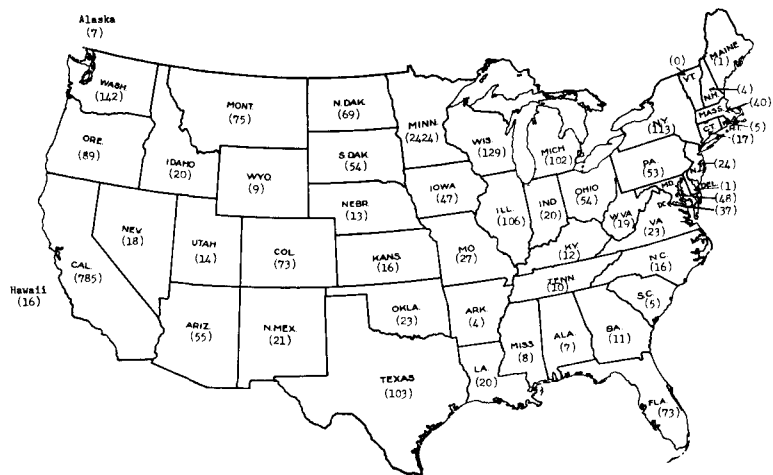 Alaska
(7)
WASH
(142)
ORE.
(89)
IDAHO
(20)
MONT.
(75)
WYO.
(9)
N.DAK.
(69)
S.DAK.
(54)
NEBR.
(13)
KANS.
(16)
MINN.
(2424)
IOWA
(47)
MO
(27)
WIS.
(129)
MICH
(102)
ILL.
(106)
IND
(20)
OHIO
(54)
KY
(12)
TENN
(10)
W.VA
(19)
VA
(23)
N.C.
(16)
S.C.
(5)
GA.
(11)
FLA
(73)
ALA.
(7)
MISS
(8)
LA.
(20)
ARK.
(4)
OKLA.
(23)
TEXAS
(103)
N.MEX.
(21)
ARIZ.
(55)
COL.
(73)
UTAH
(14)
NEV.
(18)
CAL.
(785)
Hawaii
(16)
PA.
(53)
N.Y.
(113)
(0)
VT.
MAINE
(1)
N.H.
(4)
MASS.
(40)
R.I.
(5)
CT.
(17)
(24)
DEL.
(1)
MD.
(48)
DC
(37)